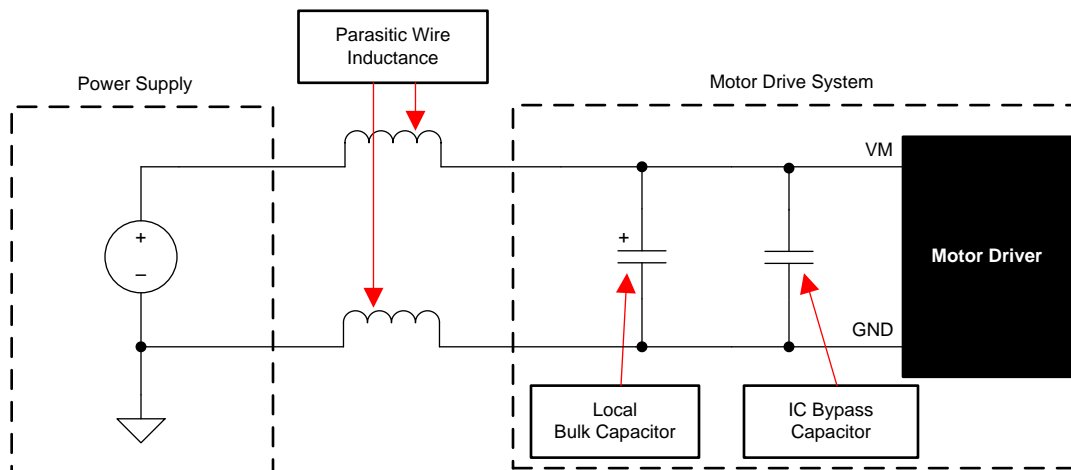 Parasitic Wire
Inductance
Power Supply
Motor Drive System
VM
+
–
+
Motor Driver
GND
Local
Bulk Capacitor
IC Bypass
Capacitor